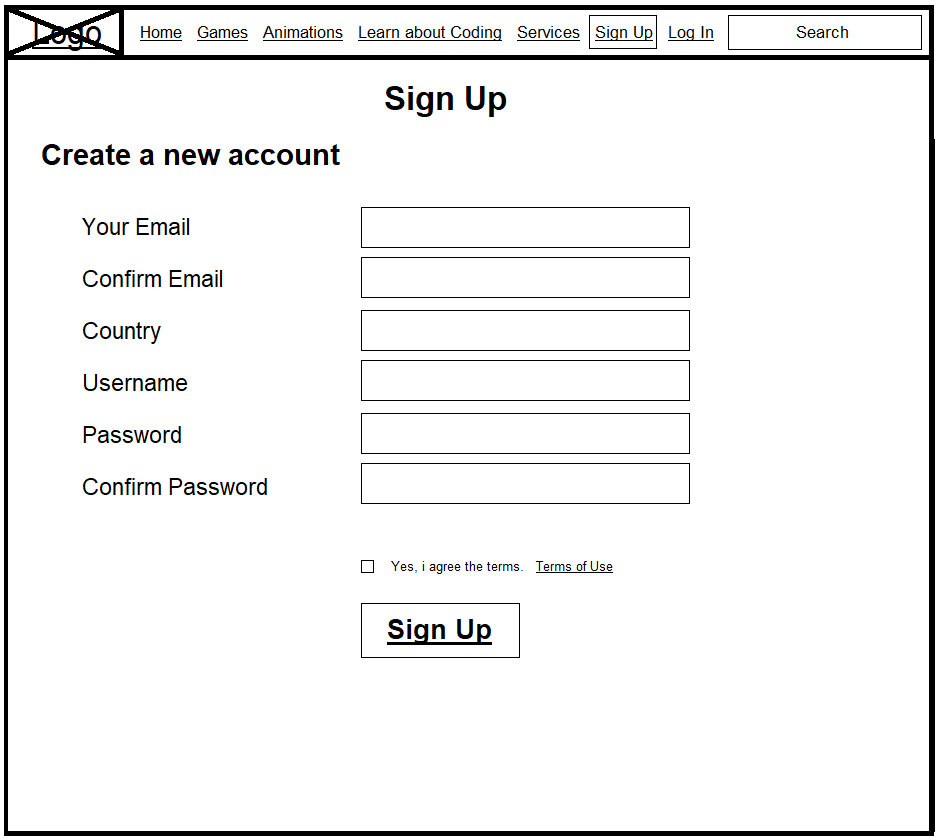 Logo Home Games Animations Learn about Coding Services Sign Up Log In Search
Sign Up
Create a new account
Your Email
Confirm Email
Country
Username
Password
Confirm Password
Yes, i agree the terms. Terms of Use
Sign Up